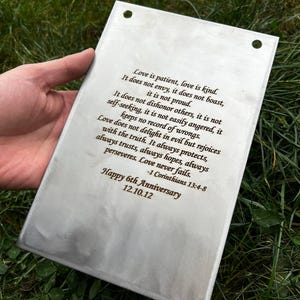 Love is patient, love is kind.
It does not envy, it does not boast,
it is not proud.
It does not dishonor others, it is not
self-seeking, it is not easily angered, it
keeps no record of wrongs.
Love does not delight in evil but rejoices
with the truth. It always protects,
always trusts, always hopes, always
perseveres. Love never fails.
-1 Corinthians 13:4-8
Happy 6th Anniversary
12.10.12